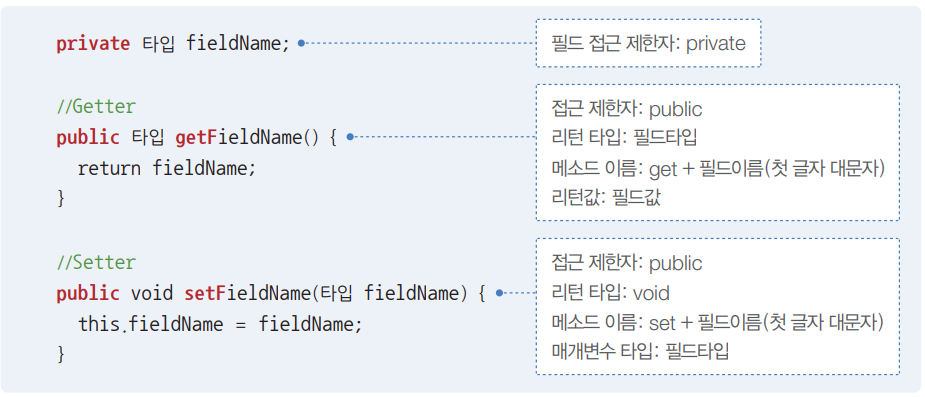 private 타입 fieldName;
필드 접근 제한자: private
//Getter
public 타입 getFieldName() {
return fieldName;
}
접근 제한자: public
리턴 타입: 필드타입
메소드 이름: get + 필드이름(첫 글자 대문자)
리턴값: 필드값
//Setter
public void setFieldName(타입 fieldName) {
this.fieldName = fieldName;
}
접근 제한자: public
리턴 타입: void
메소드 이름: set + 필드이름(첫 글자 대문자)
매개변수 타입: 필드타입